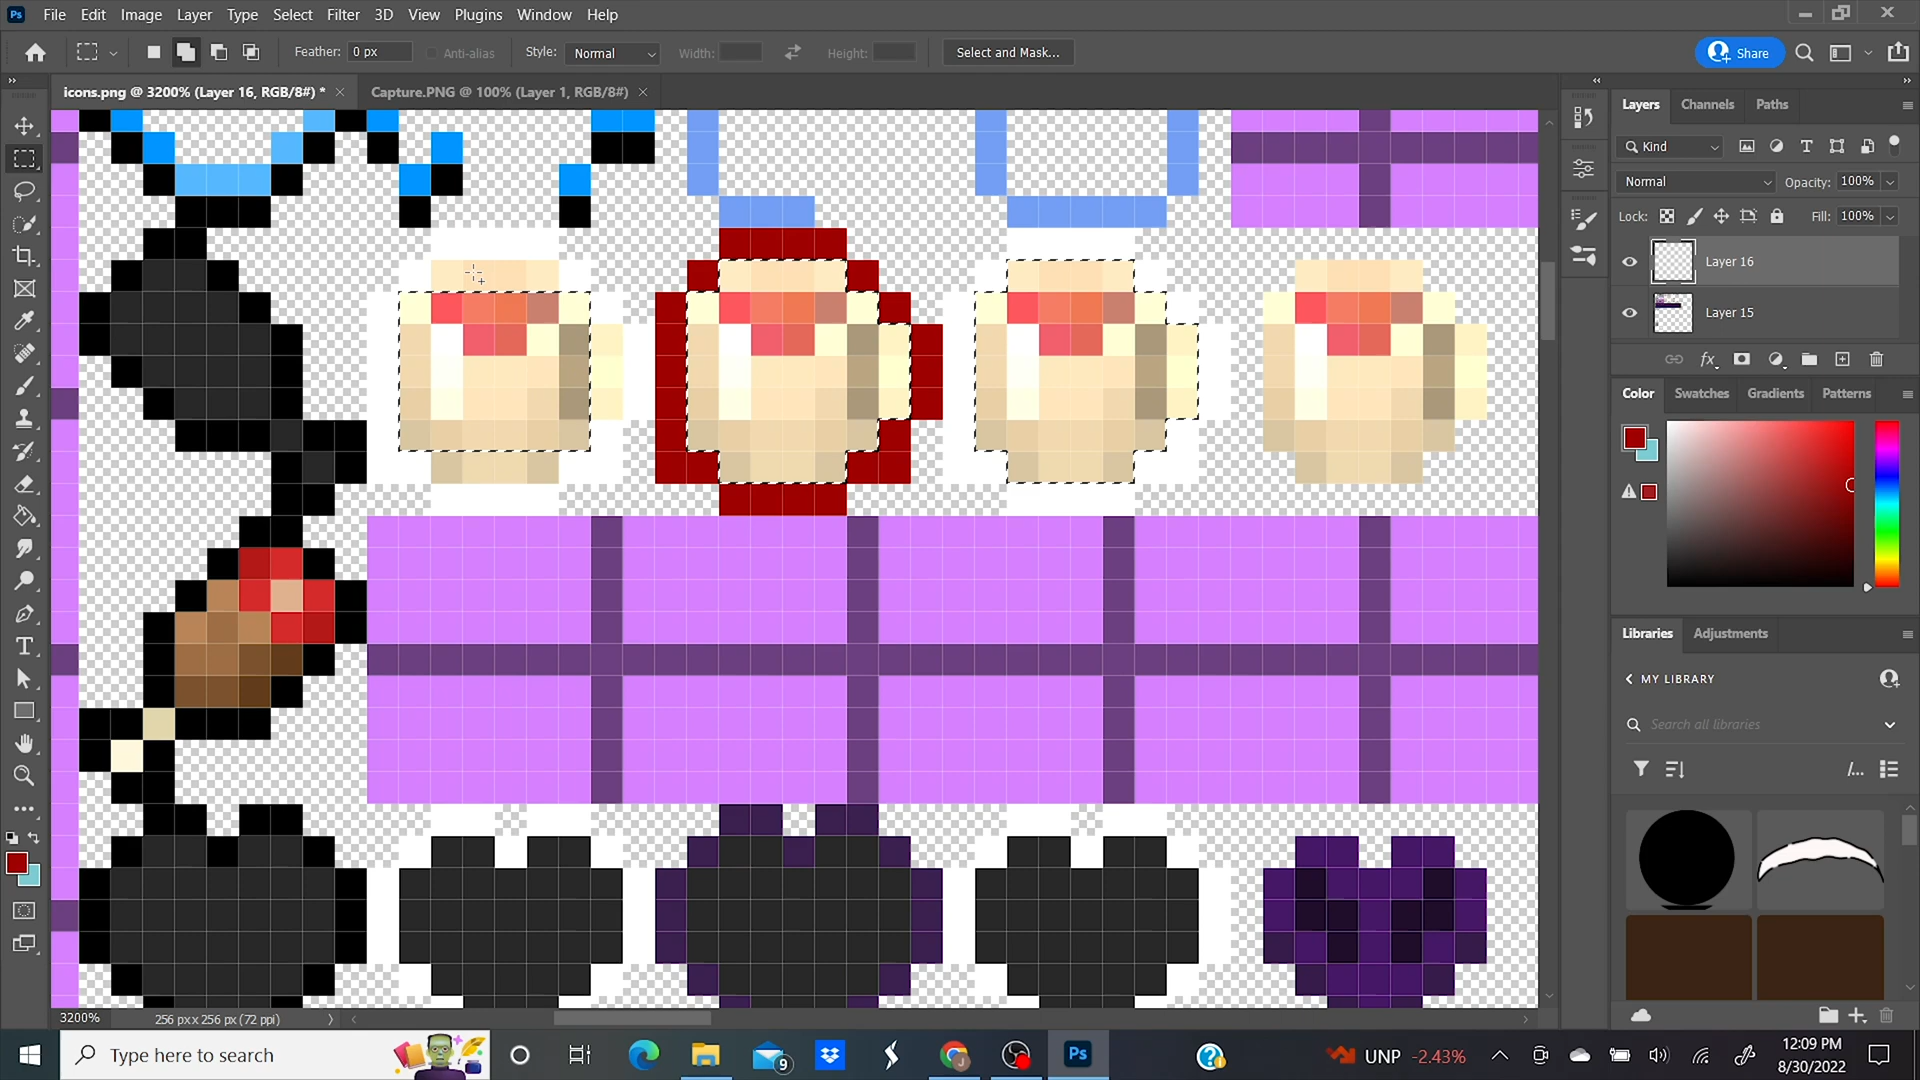 Ps File Edit Image Layer Type Select Filter 3D View Plugins Window Help
Feather: 0 px Anti-alias Style: Normal Width: Height: Select and Mask... Share
icons.png @ 3200% (Layer 16, RGB/8#) * Capture.PNG @ 100% (Layer 1, RGB/8#)
Layers Channels Paths
Kind
Normal Opacity: 100%
Lock: Fill: 100%
Layer 16
Layer 15
fx
Color Swatches Gradients Patterns
Libraries Adjustments
MY LIBRARY
Search all libraries
3200% 256 px x 256 px (72 ppi)
Type here to search
9
Ps
UNP -2.43%
12:09 PM
8/30/2022